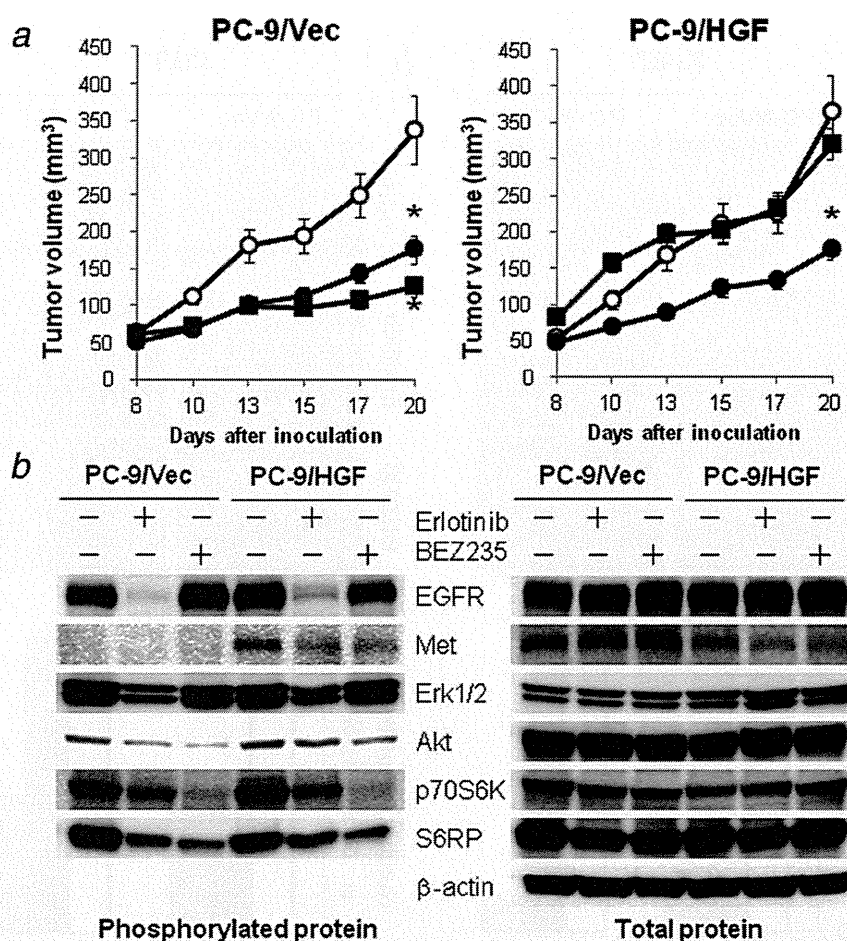 a
PC-9/Vec
PC-9/HGF
Tumor volume (mm³)
450
400
350
300
250
200
150
100
50
0
*
*
8 10 13 15 17 20
Days after inoculation
Tumor volume (mm³)
450
400
350
300
250
200
150
100
50
0
*
8 10 13 15 17 20
Days after inoculation
b
PC-9/Vec PC-9/HGF
PC-9/Vec PC-9/HGF
− + − − + − Erlotinib − + − − + −
− − + − − + BEZ235 − − + − − +
EGFR
Met
Erk1/2
Akt
p70S6K
S6RP
β-actin
Phosphorylated protein
Total protein